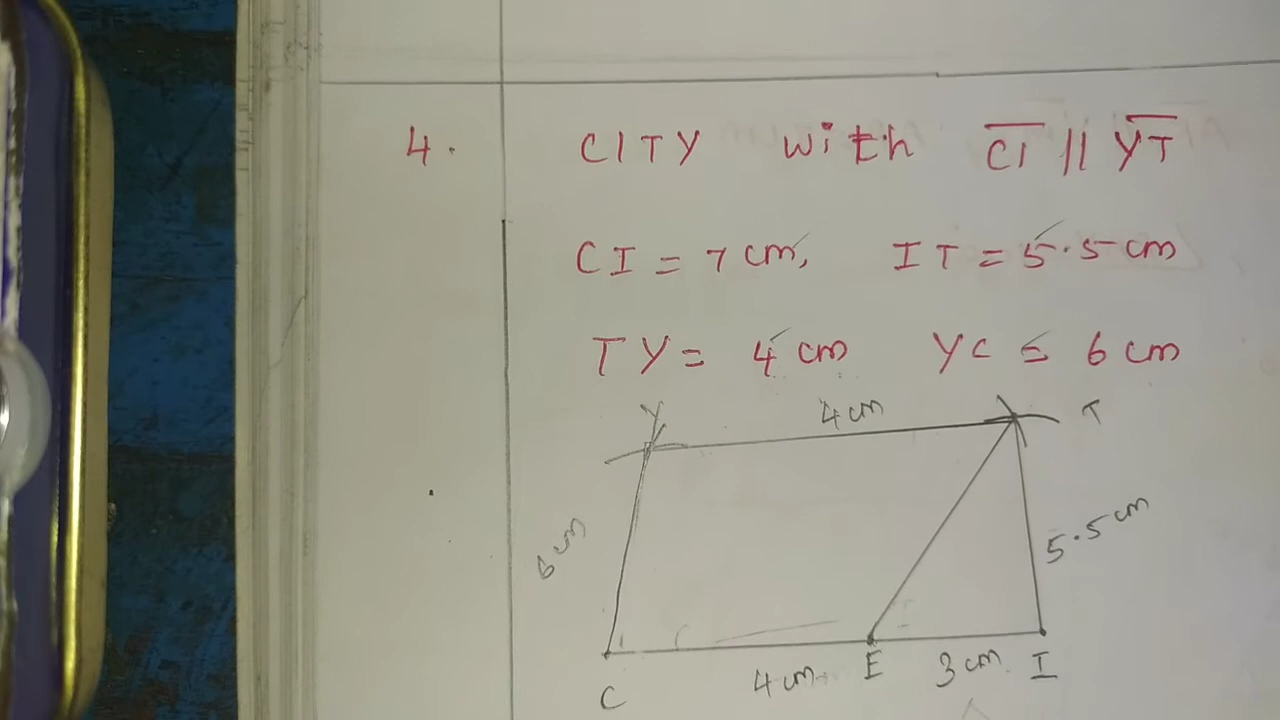 4. CITY with CI || YT
CI = 7 cm, IT = 5.5 cm
TY = 4 cm YC = 6 cm
Y 4 cm T
6 cm 5.5 cm
C 4 cm E 3 cm I